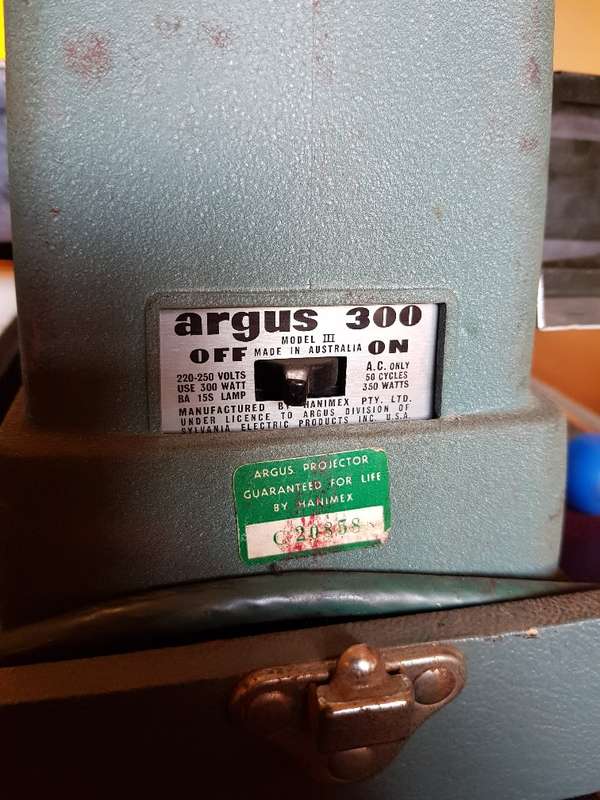 argus 300
MODEL III
OFF MADE IN AUSTRALIA ON
220-250 VOLTS
USE 300 WATT
BA 15S LAMP
A.C. ONLY
50 CYCLES
350 WATTS
MANUFACTURED BY HANIMEX PTY. LTD.
UNDER LICENCE TO ARGUS DIVISION OF
SYLVANIA ELECTRIC PRODUCTS INC. U.S.A.
ARGUS PROJECTOR
GUARANTEED FOR LIFE
BY HANIMEX
C 20858